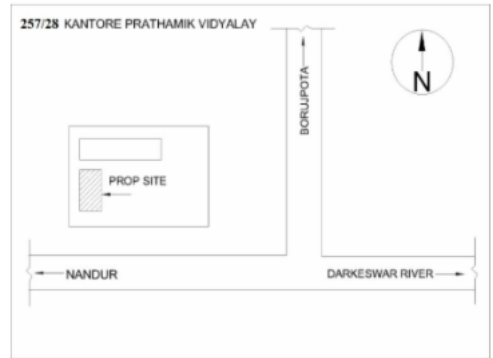 257/28 KANTORE PRATHAMIK VIDYALAY
BORUJPOTA
N
PROP SITE
NANDUR
DARKESWAR RIVER